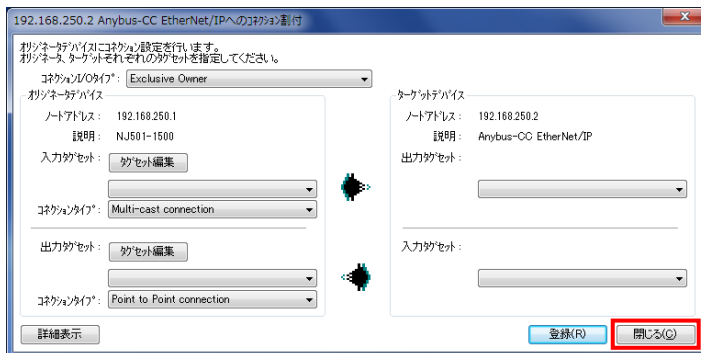 192.168.250.2 Anybus-CC EtherNet/IPへのコネクション割付
オリジネータデバイスにコネクション設定を行います。
オリジネータ、ターゲットそれぞれのタグセットを指定してください。
コネクションI/Oタイプ: Exclusive Owner
オリジネータデバイス
ノードアドレス: 192.168.250.1
説明: NJ501-1500
入力タグセット: タグセット編集
コネクションタイプ: Multi-cast connection
出力タグセット: タグセット編集
コネクションタイプ: Point to Point connection
ターゲットデバイス
ノードアドレス: 192.168.250.2
説明: Anybus-CC EtherNet/IP
出力タグセット:
入力タグセット:
詳細表示
登録(R)
閉じる(C)